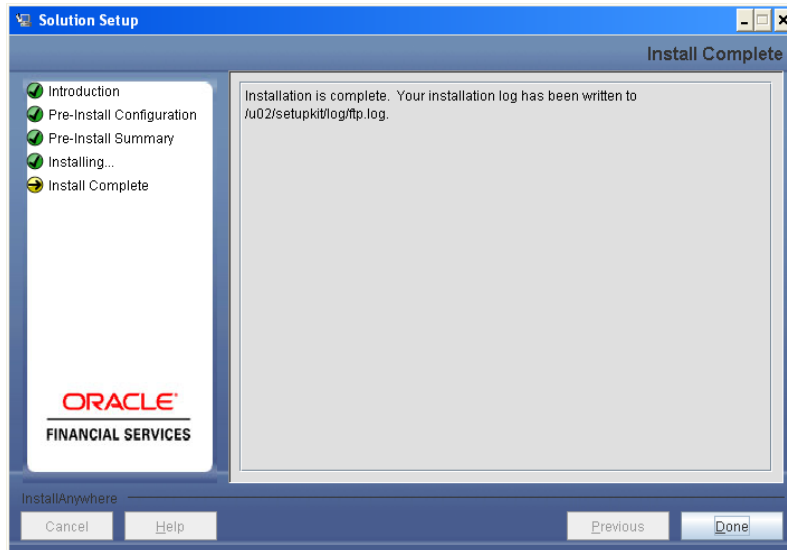 Solution Setup
Install Complete
Introduction
Pre-Install Configuration
Pre-Install Summary
Installing...
Install Complete
Installation is complete. Your installation log has been written to
/u02/setupkit/log/ftp.log.
ORACLE
FINANCIAL SERVICES
InstallAnywhere
Cancel
Help
Previous
Done